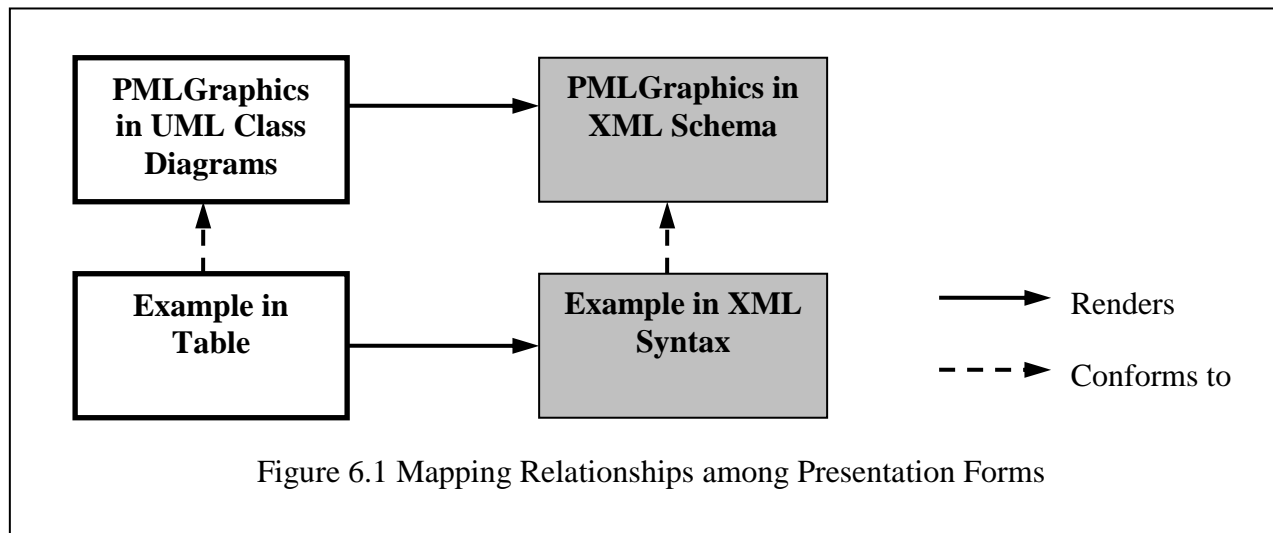 PMLGraphics
in UML Class
Diagrams
PMLGraphics in
XML Schema
Example in
Table
Example in XML
Syntax
Renders
Conforms to
Figure 6.1 Mapping Relationships among Presentation Forms